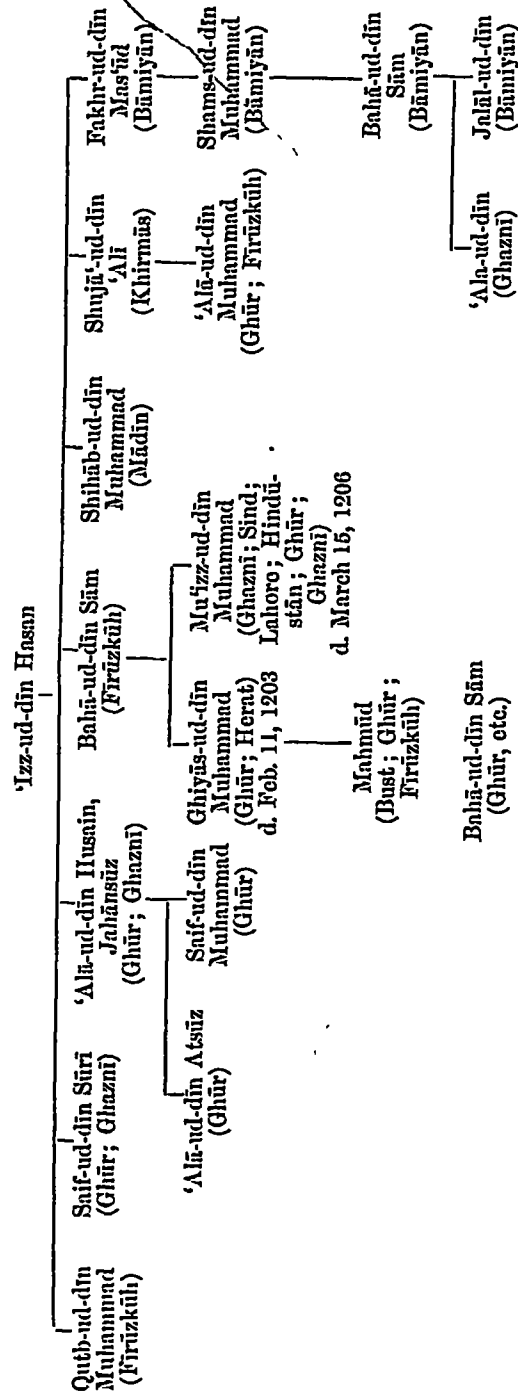 ‘Izz-ud-dīn Hasan
Qutb-ud-dīn
Muhammad
(Fīrūzkūh)
Saif-ud-dīn Sūrī
(Ghūr; Ghaznī)
‘Alā-ud-dīn Husain,
Jahānsūz
(Ghūr; Ghaznī)
Bahā-ud-dīn Sām
(Fīrūzkūh)
Shihāb-ud-dīn
Muhammad
(Mādīn)
Shujā‘-ud-dīn
‘Alī
(Khirmās)
Fakhr-ud-dīn
Mas‘ūd
(Bāmiyān)
‘Alā-ud-dīn Atsūz
(Ghūr)
Saif-ud-dīn
Muhammad
(Ghūr)
Ghiyās-ud-dīn
Muhammad
(Ghūr; Herat)
d. Feb. 11, 1203
Mu‘izz-ud-dīn
Muhammad
(Ghaznī; Sind;
Lahoro; Hindū-
stān; Ghūr;
Ghaznī)
d. March 15, 1206
‘Alā-ud-dīn
Muhammad
(Ghūr; Fīrūzkūh)
Shams-ud-dīn
Muhammad
(Bāmiyān)
Mahmūd
(Bust; Ghūr;
Fīrūzkūh)
Bahā-ud-dīn
Sām
(Bāmiyān)
Bahā-ud-dīn Sām
(Ghūr, etc.)
‘Ala-ud-dīn
(Ghaznī)
Jalāl-ud-dīn
(Bāmiyān)